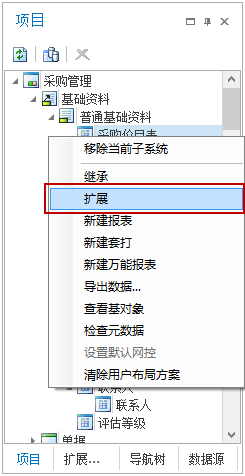 项目
采购管理
基础资料
普通基础资料
采购价目表
移除当前子系统
继承
扩展
新建报表
新建套打
新建万能报表
导出数据...
查看基对象
检查元数据
设置默认网控
清除用户布局方案
联系人
联系人
评估等级
单据
项目 扩展... 导航树 数据源